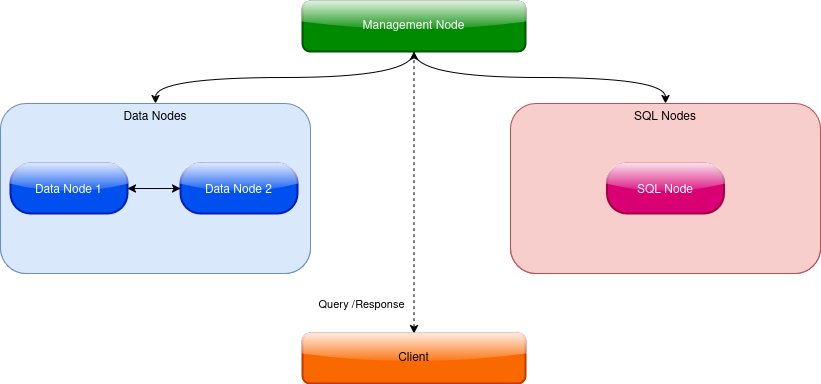 Management Node
Data Nodes
SQL Nodes
Data Node 1
Data Node 2
SQL Node
Query /Response
Client